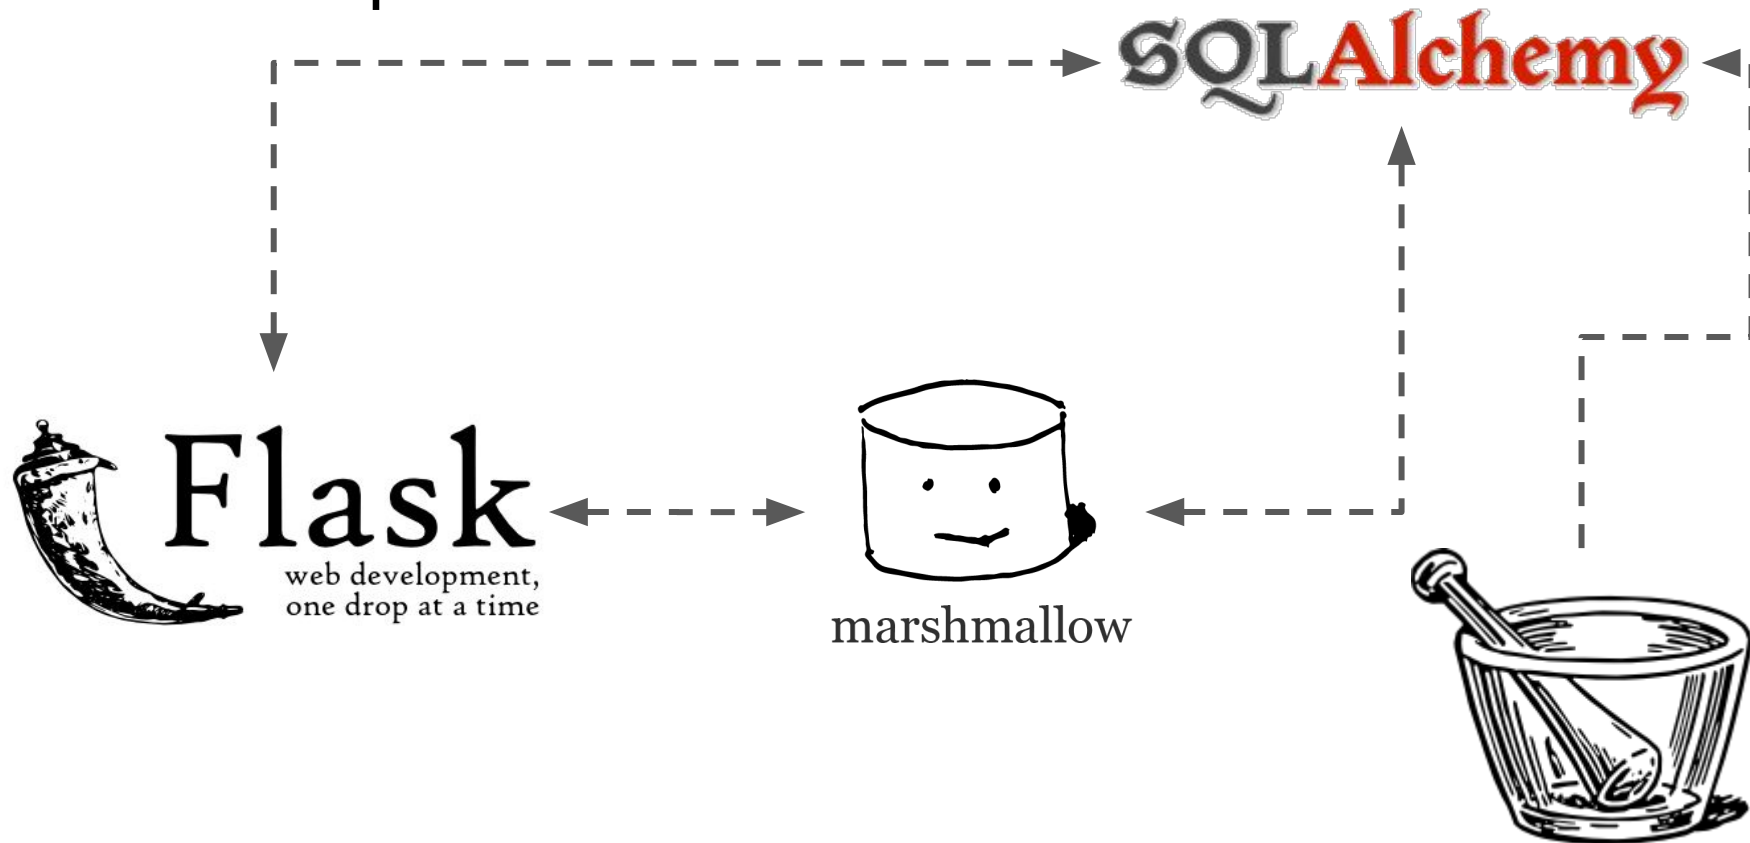 SQLAlchemy
Flask
web development,
one drop at a time
marshmallow